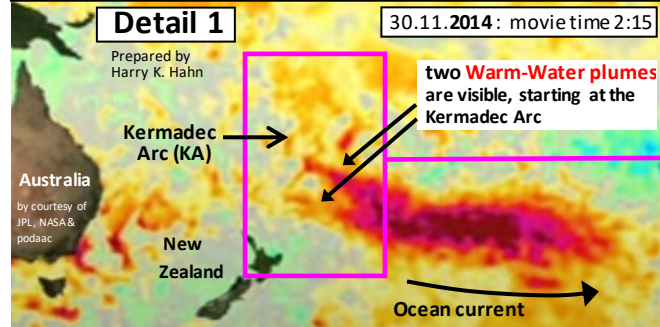 Detail 1
30.11.2014 : movie time 2:15
Prepared by
Harry K. Hahn
two Warm-Water plumes
are visible, starting at the
Kermadec Arc
Kermadec
Arc (KA)
Australia
by courtesy of
JPL, NASA &
podaac
New
Zealand
Ocean current